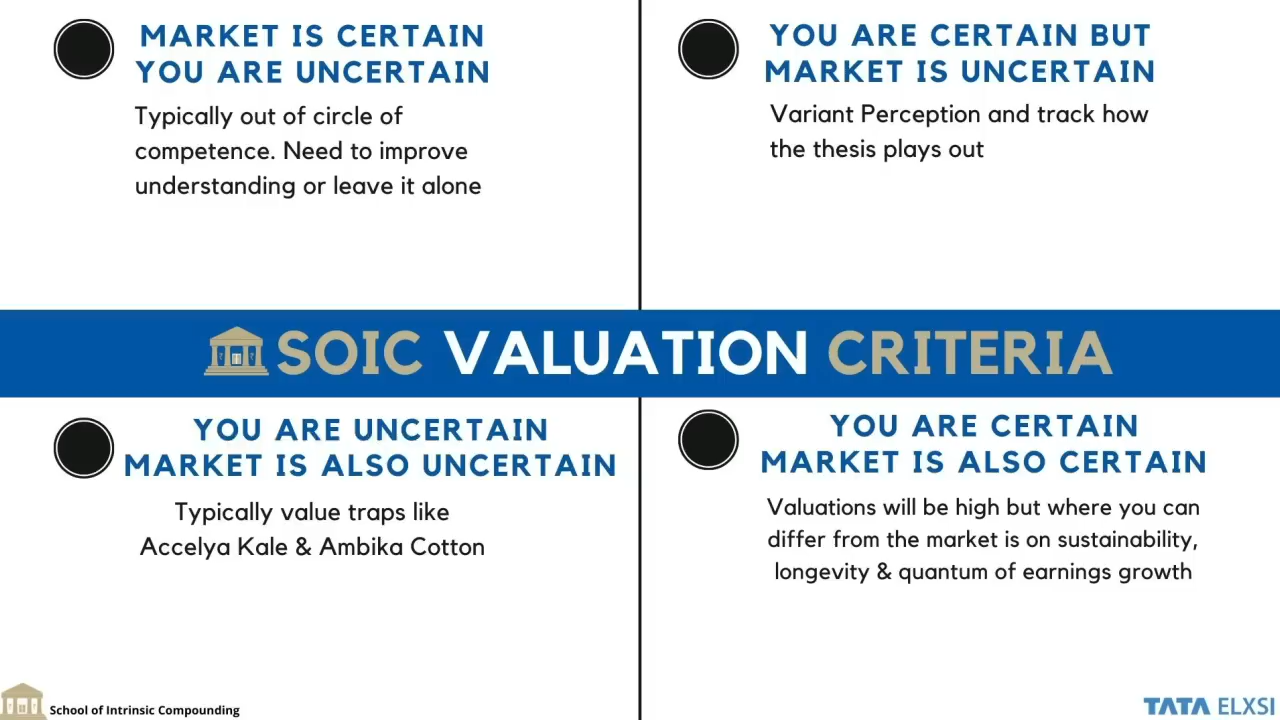 MARKET IS CERTAIN
YOU ARE UNCERTAIN
Typically out of circle of
competence. Need to improve
understanding or leave it alone
YOU ARE CERTAIN BUT
MARKET IS UNCERTAIN
Variant Perception and track how
the thesis plays out
SOIC VALUATION CRITERIA
YOU ARE UNCERTAIN
MARKET IS ALSO UNCERTAIN
Typically value traps like
Accelya Kale & Ambika Cotton
YOU ARE CERTAIN
MARKET IS ALSO CERTAIN
Valuations will be high but where you can
differ from the market is on sustainability,
longevity & quantum of earnings growth
School of Intrinsic Compounding
TATA ELXSI